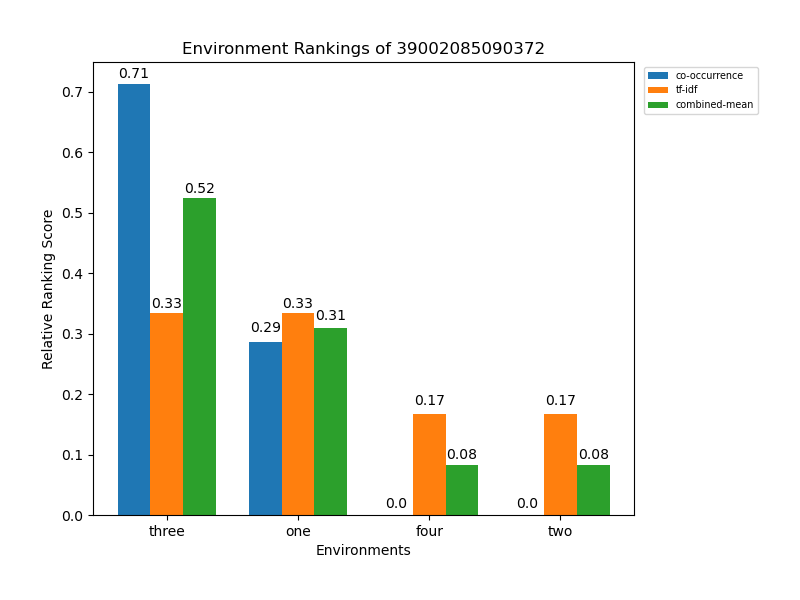 Environment Rankings of 39002085090372
co-occurrence
tf-idf
combined-mean
Relative Ranking Score
0.7
0.6
0.5
0.4
0.3
0.2
0.1
0.0
0.71
0.33
0.52
0.29
0.33
0.31
0.0
0.17
0.08
0.0
0.17
0.08
three one four two
Environments